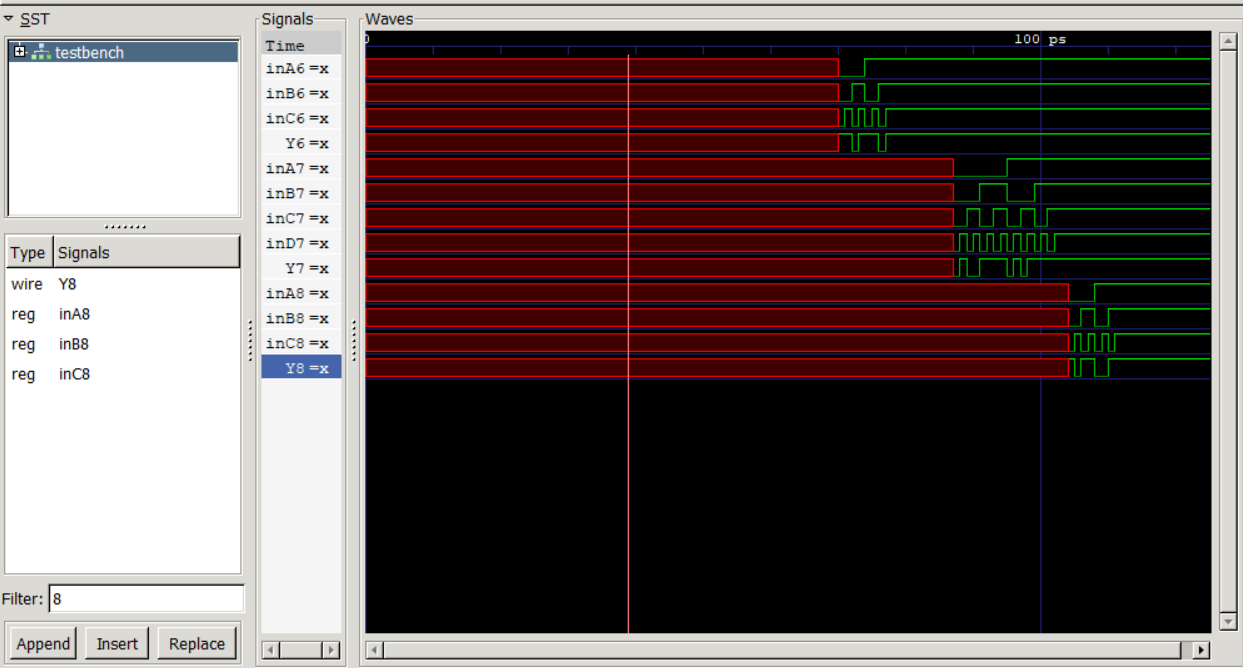 SST
testbench
Type Signals
wire Y8
reg inA8
reg inB8
reg inC8
Filter: 8
Append Insert Replace
Signals
Time
inA6=x
inB6=x
inC6=x
Y6=x
inA7=x
inB7=x
inC7=x
inD7=x
Y7=x
inA8=x
inB8=x
inC8=x
Y8=x
Waves
0 100 ps